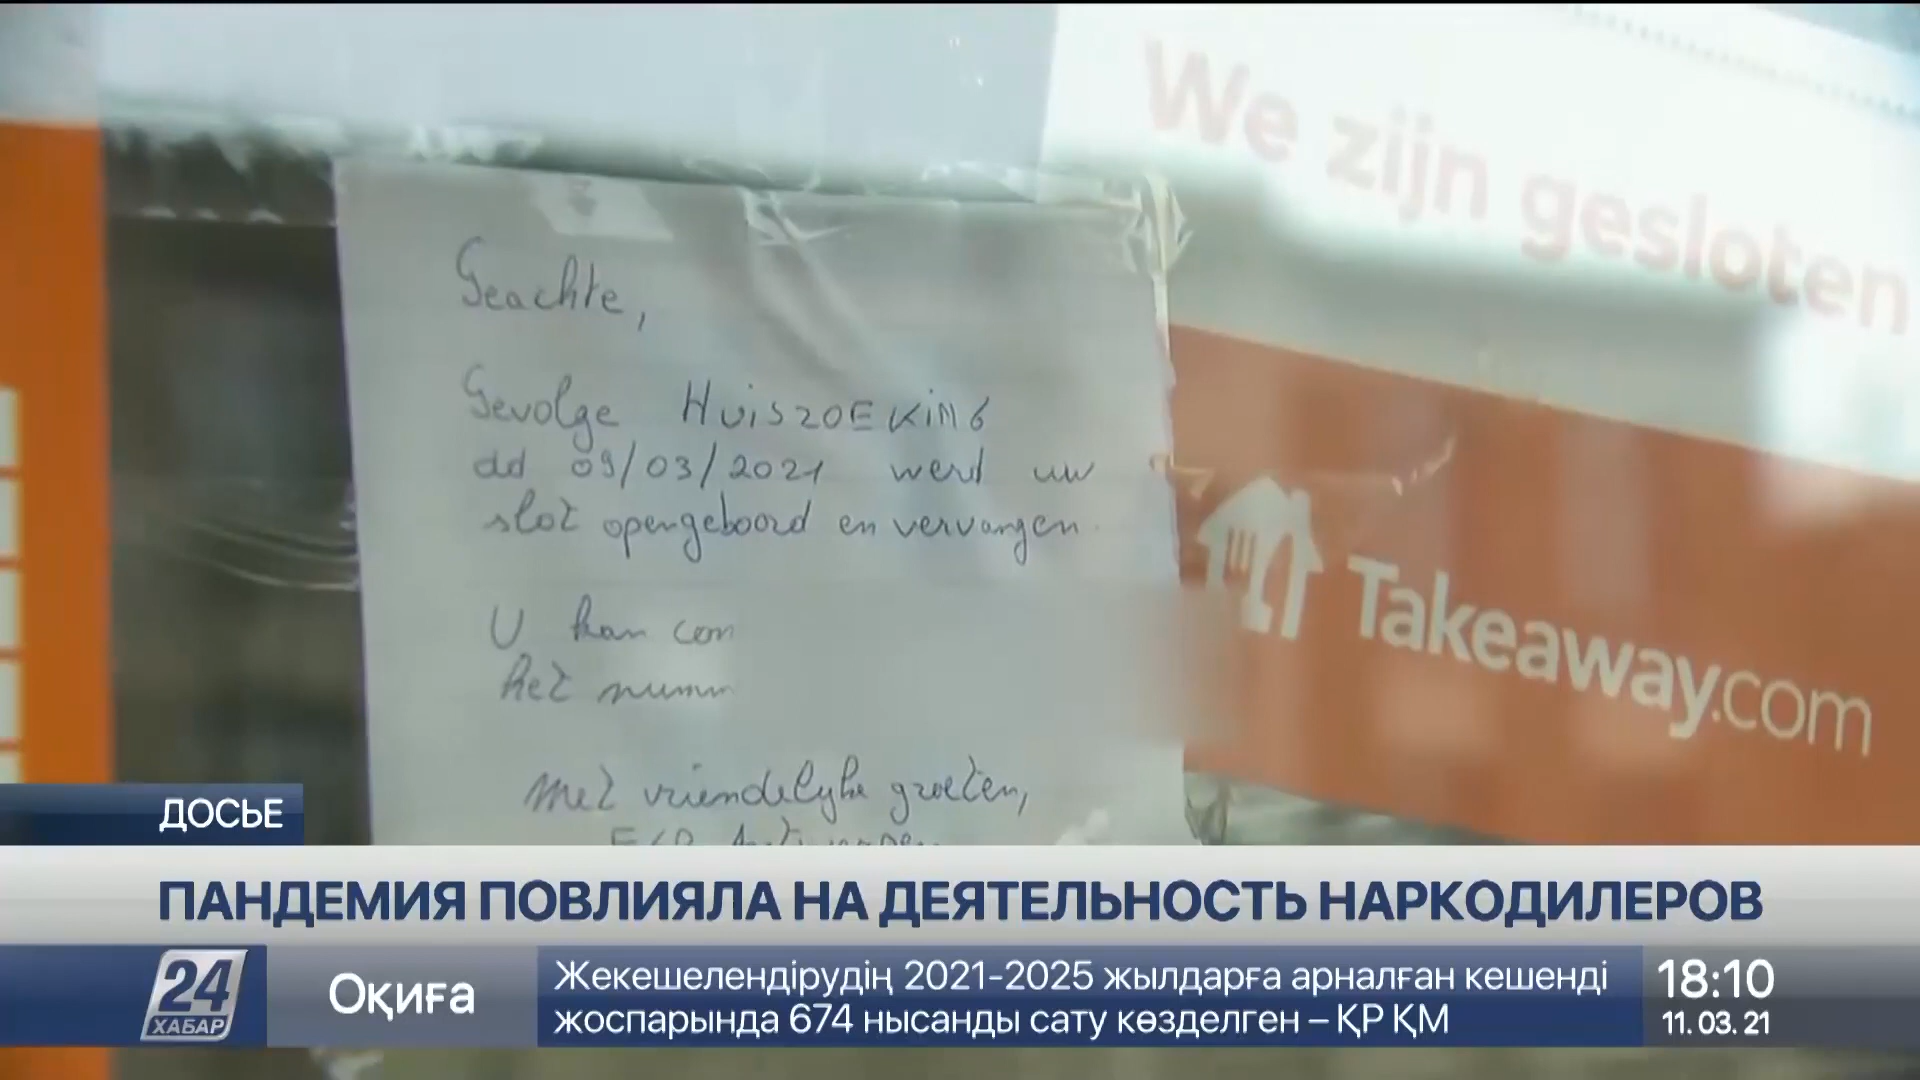 We zijn gesloten
Geachte,
Gevolge HUISZOEKING
dd 09/03/2021 werd uw
slot opengeboord en vervangen.
U kan con
het numm
Met vriendelyke groeten,
Takeaway.com
ДОСЬЕ
ПАНДЕМИЯ ПОВЛИЯЛА НА ДЕЯТЕЛЬНОСТЬ НАРКОДИЛЕРОВ
24
ХАБАР
Оқиға
Жекешелендірудің 2021-2025 жылдарға арналған кешенді
жоспарында 674 нысанды сату көзделген – ҚР ҚМ
18:10
11. 03. 21